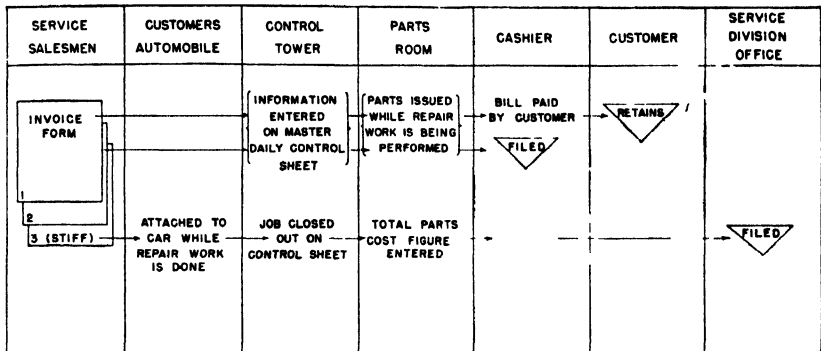 SERVICE
SALESMEN
CUSTOMERS
AUTOMOBILE
CONTROL
TOWER
PARTS
ROOM
CASHIER
CUSTOMER
SERVICE
DIVISION
OFFICE
INVOICE
FORM
1
2
3 (STIFF)
INFORMATION
ENTERED
ON MASTER
DAILY CONTROL
SHEET
PARTS ISSUED
WHILE REPAIR
WORK IS BEING
PERFORMED
BILL PAID
BY CUSTOMER
FILED
RETAINS
ATTACHED TO
CAR WHILE
REPAIR WORK
IS DONE
JOB CLOSED
OUT ON
CONTROL SHEET
TOTAL PARTS
COST FIGURE
ENTERED
FILED